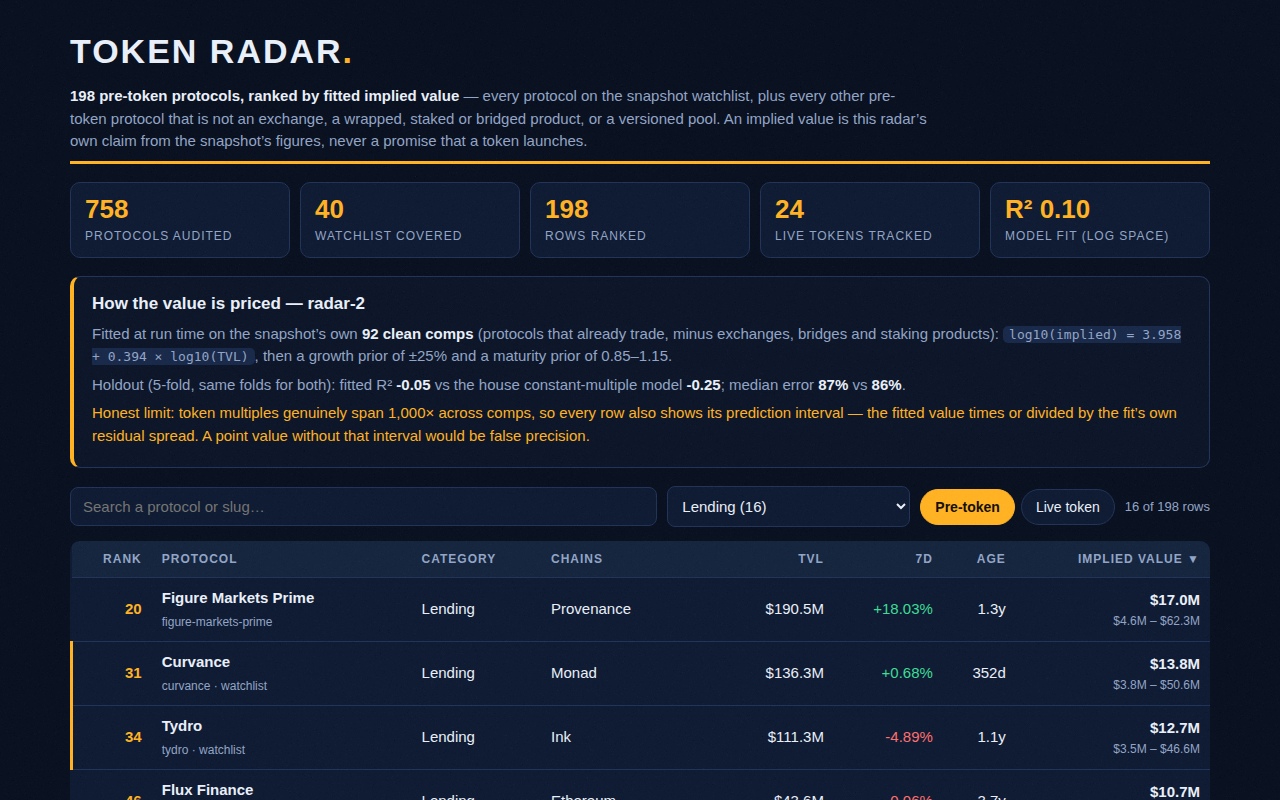 TOKEN RADAR.
198 pre-token protocols, ranked by fitted implied value — every protocol on the snapshot watchlist, plus every other pre-
token protocol that is not an exchange, a wrapped, staked or bridged product, or a versioned pool. An implied value is this radar’s
own claim from the snapshot’s figures, never a promise that a token launches.
758
PROTOCOLS AUDITED
40
WATCHLIST COVERED
198
ROWS RANKED
24
LIVE TOKENS TRACKED
R² 0.10
MODEL FIT (LOG SPACE)
How the value is priced — radar-2
Fitted at run time on the snapshot’s own 92 clean comps (protocols that already trade, minus exchanges, bridges and staking products): log10(implied) = 3.958
+ 0.394 × log10(TVL) , then a growth prior of ±25% and a maturity prior of 0.85–1.15.
Holdout (5-fold, same folds for both): fitted R² -0.05 vs the house constant-multiple model -0.25; median error 87% vs 86%.
Honest limit: token multiples genuinely span 1,000× across comps, so every row also shows its prediction interval — the fitted value times or divided by the fit’s own
residual spread. A point value without that interval would be false precision.
Search a protocol or slug… Lending (16) Pre-token Live token 16 of 198 rows
RANK PROTOCOL CATEGORY CHAINS TVL 7D AGE IMPLIED VALUE ▼
20 Figure Markets Prime Lending Provenance $190.5M +18.03% 1.3y $17.0M
figure-markets-prime $4.6M – $62.3M
31 Curvance Lending Monad $136.3M +0.68% 352d $13.8M
curvance · watchlist $3.8M – $50.6M
34 Tydro Lending Ink $111.3M -4.89% 1.1y $12.7M
tydro · watchlist $3.5M – $46.6M
Flux Finance $10.7M